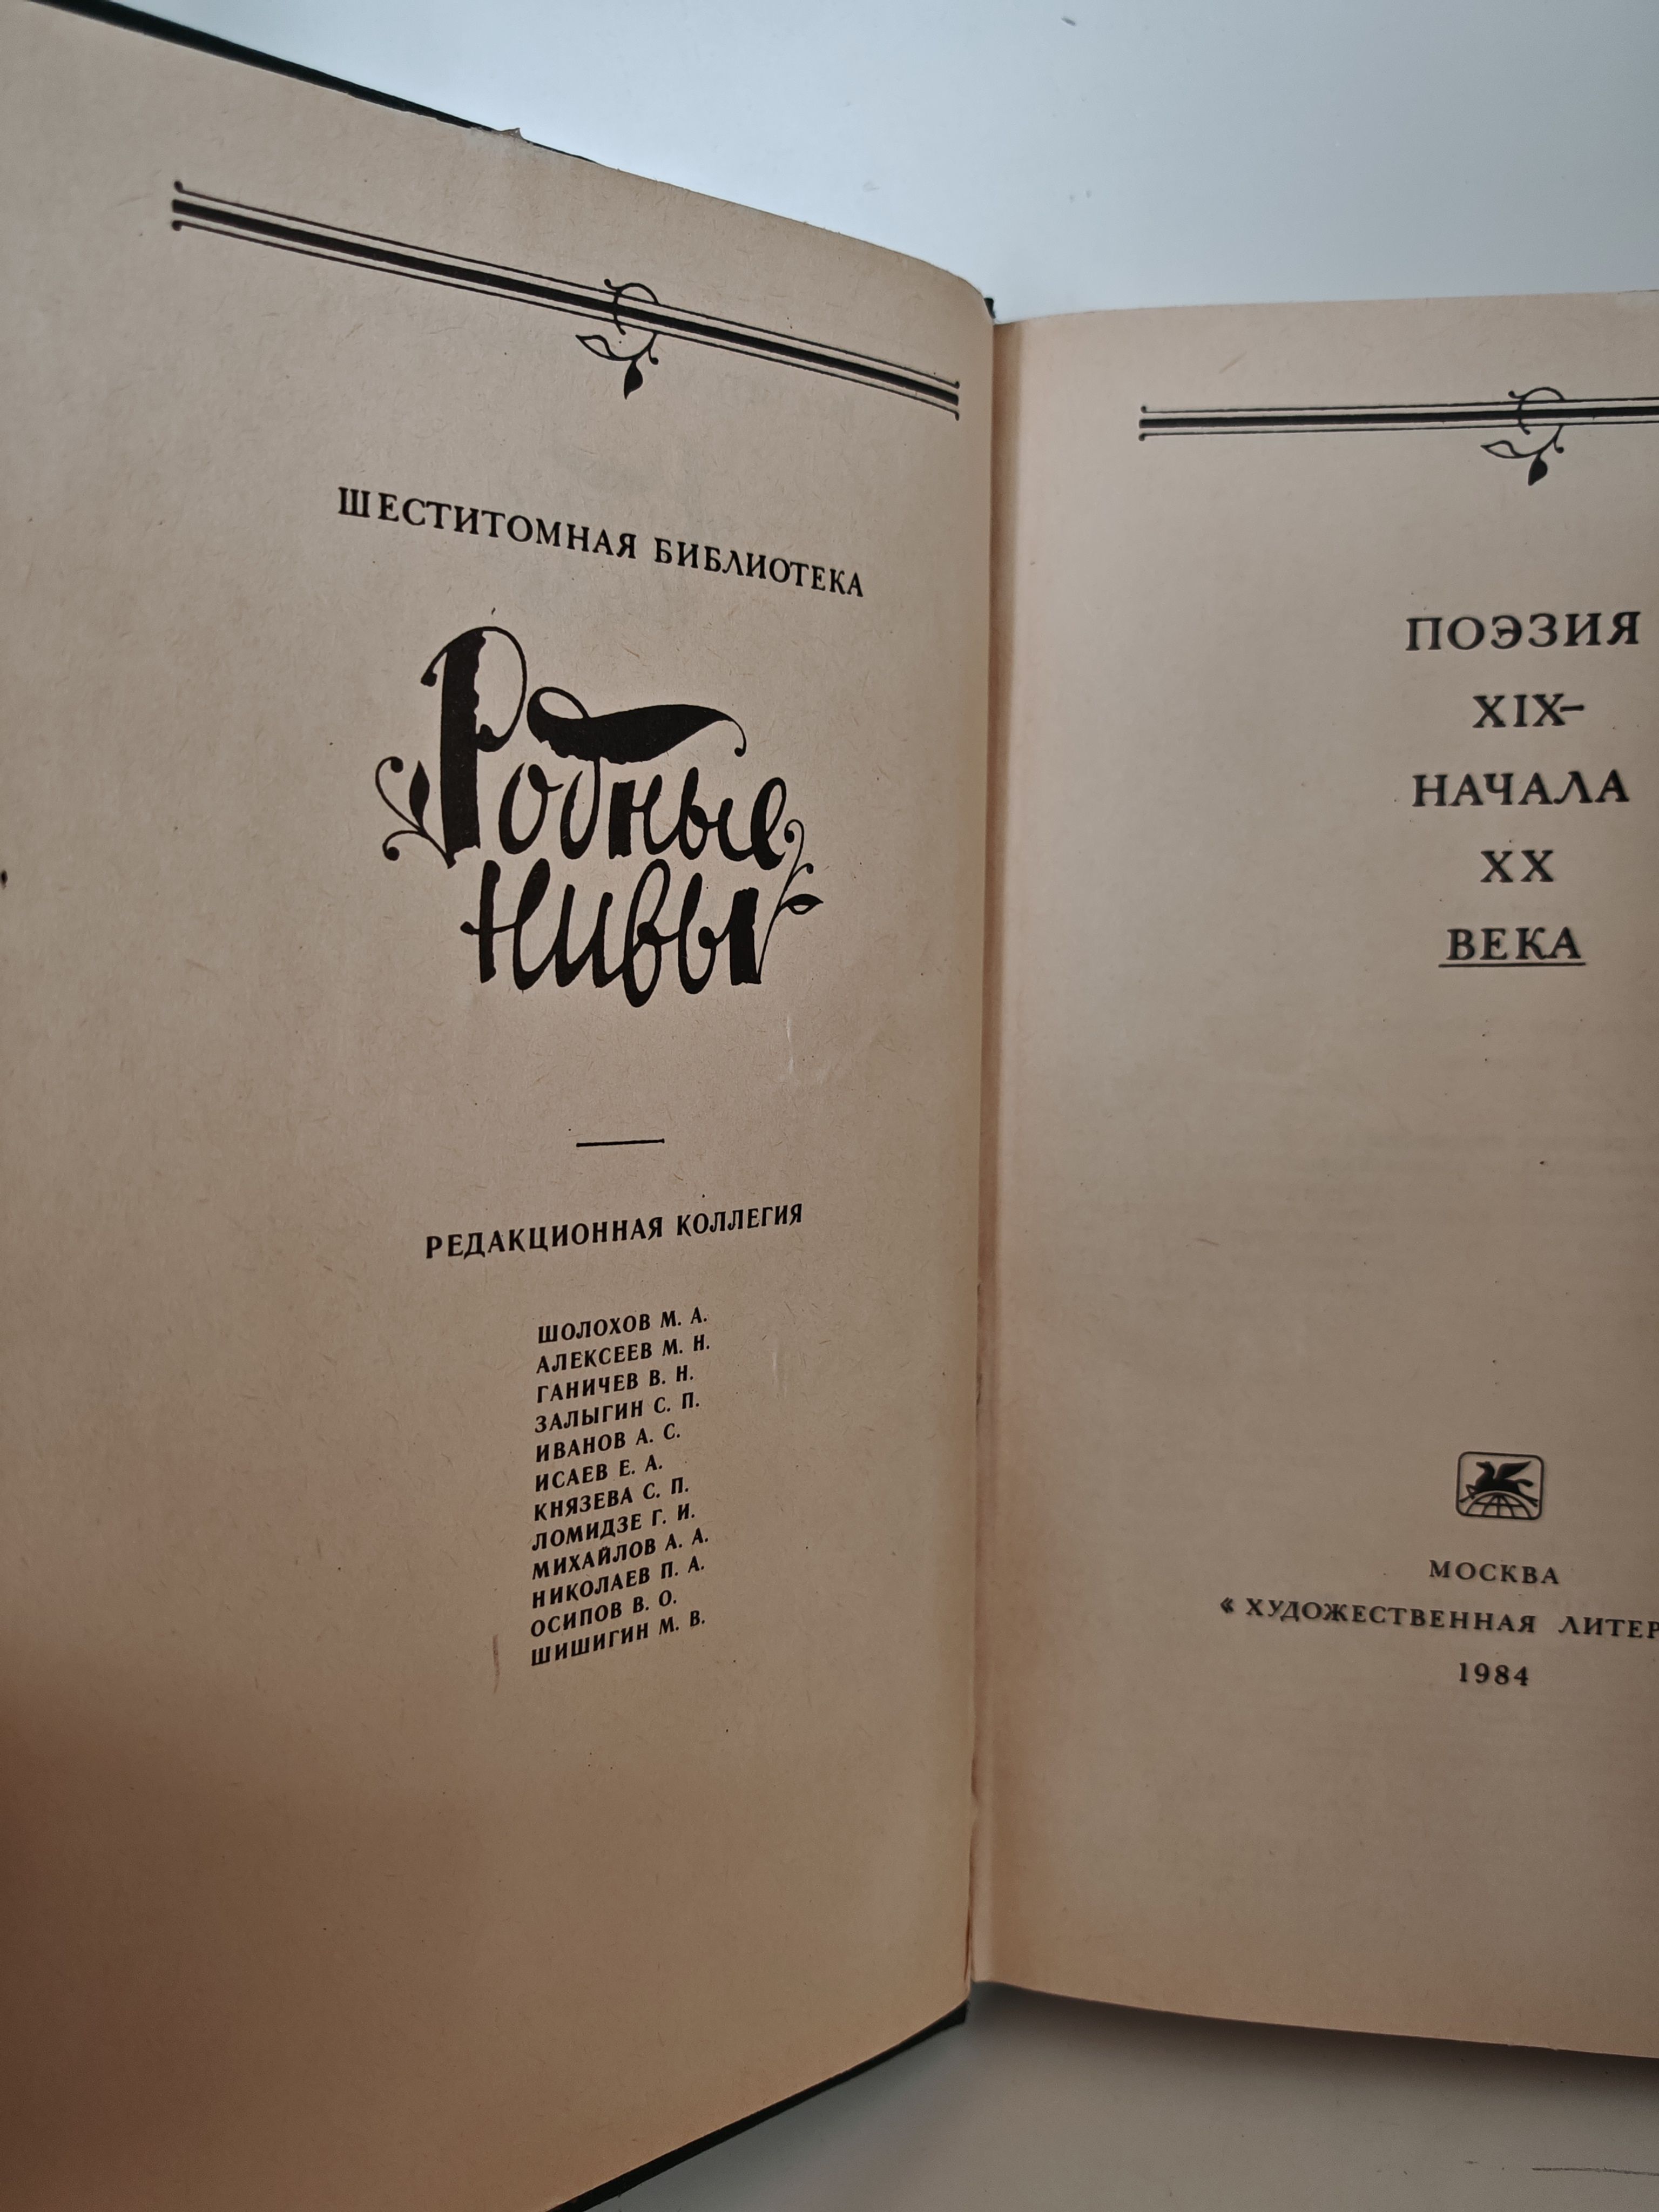 ШЕСТИТОМНАЯ БИБЛИОТЕКА
Родные
нивы
РЕДАКЦИОННАЯ КОЛЛЕГИЯ
ШОЛОХОВ М. А.
АЛЕКСЕЕВ М. Н.
ГАНИЧЕВ В. Н.
ЗАЛЫГИН С. П.
ИВАНОВ А. С.
ИСАЕВ Е. А.
КНЯЗЕВА С. П.
ЛОМИДЗЕ Г. И.
МИХАЙЛОВ А. А.
НИКОЛАЕВ П. А.
ОСИПОВ В. О.
ШИШИГИН М. В.
ПОЭЗИЯ
XIX–
НАЧАЛА
XX
ВЕКА
МОСКВА
« ХУДОЖЕСТВЕННАЯ ЛИТЕР
1984